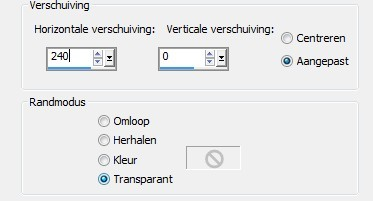 Verschuiving
Horizontale verschuiving: Verticale verschuiving:
240 0
Centreren
Aangepast
Randmodus
Omloop
Herhalen
Kleur
Transparant